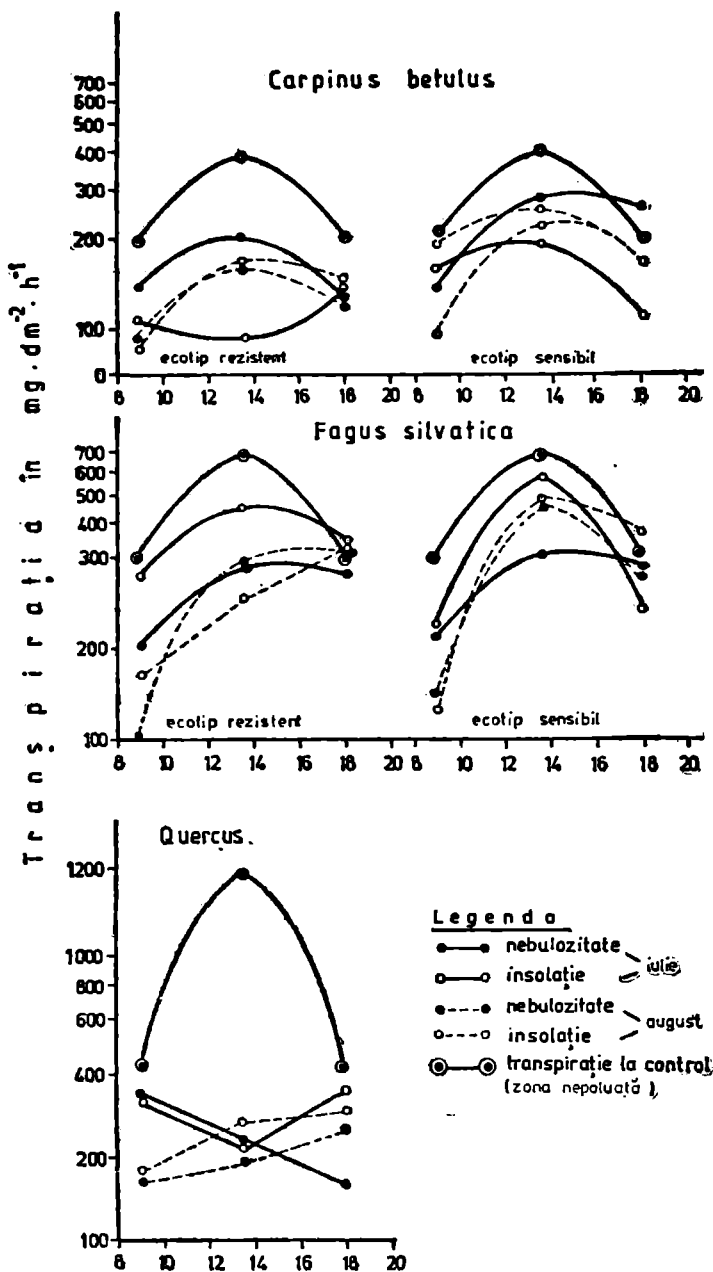 Transpirația în mg.dm-2.h-1
Carpinus betulus
700
600
500
400
300
200
100
0
ecotip rezistent
ecotip sensibil
8 10 12 14 16 18 20 8 10 12 14 16 18 20
Fagus silvatica
700
600
500
400
300
200
100
ecotip rezistent
ecotip sensibil
8 10 12 14 16 18 20 8 10 12 14 16 18 20
Quercus.
1200
1000
800
600
400
200
100
8 10 12 14 16 18 20
Legenda
nebulozitate
insolație
iulie
nebulozitate
insolație
august
transpirație la control
(zona nepoluată)